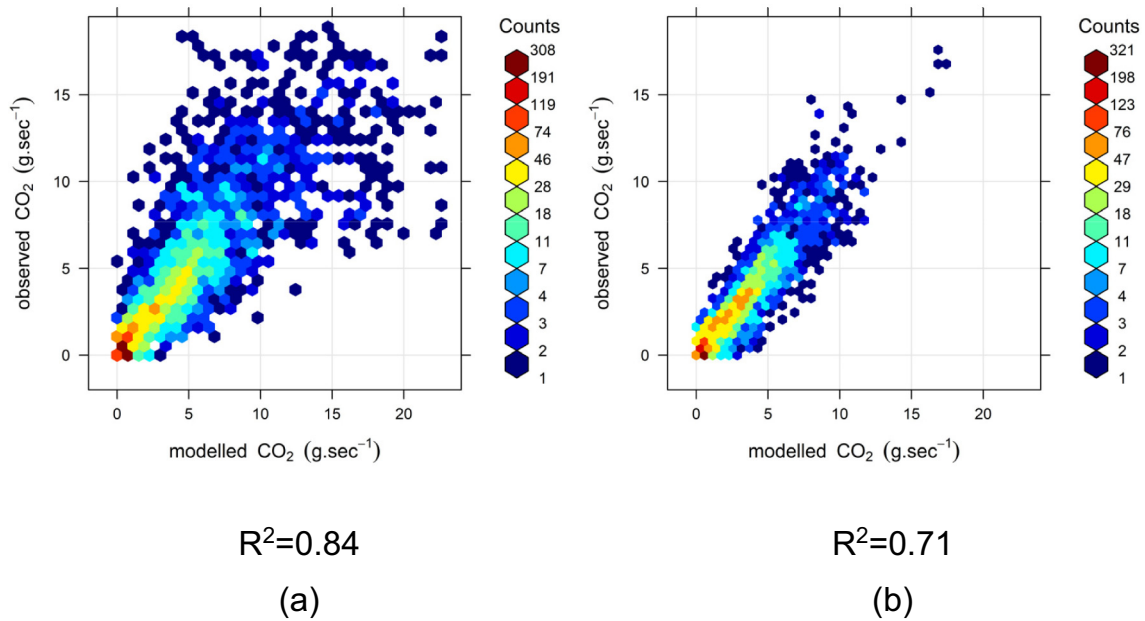 Counts
308
191
119
74
46
28
18
11
7
4
3
2
1
15
10
5
0
observed CO₂ (g.sec⁻¹)
0 5 10 15 20
modelled CO₂ (g.sec⁻¹)
R²=0.84
(a)
Counts
321
198
123
76
47
29
18
11
7
4
3
2
1
15
10
5
0
observed CO₂ (g.sec⁻¹)
0 5 10 15 20
modelled CO₂ (g.sec⁻¹)
R²=0.71
(b)